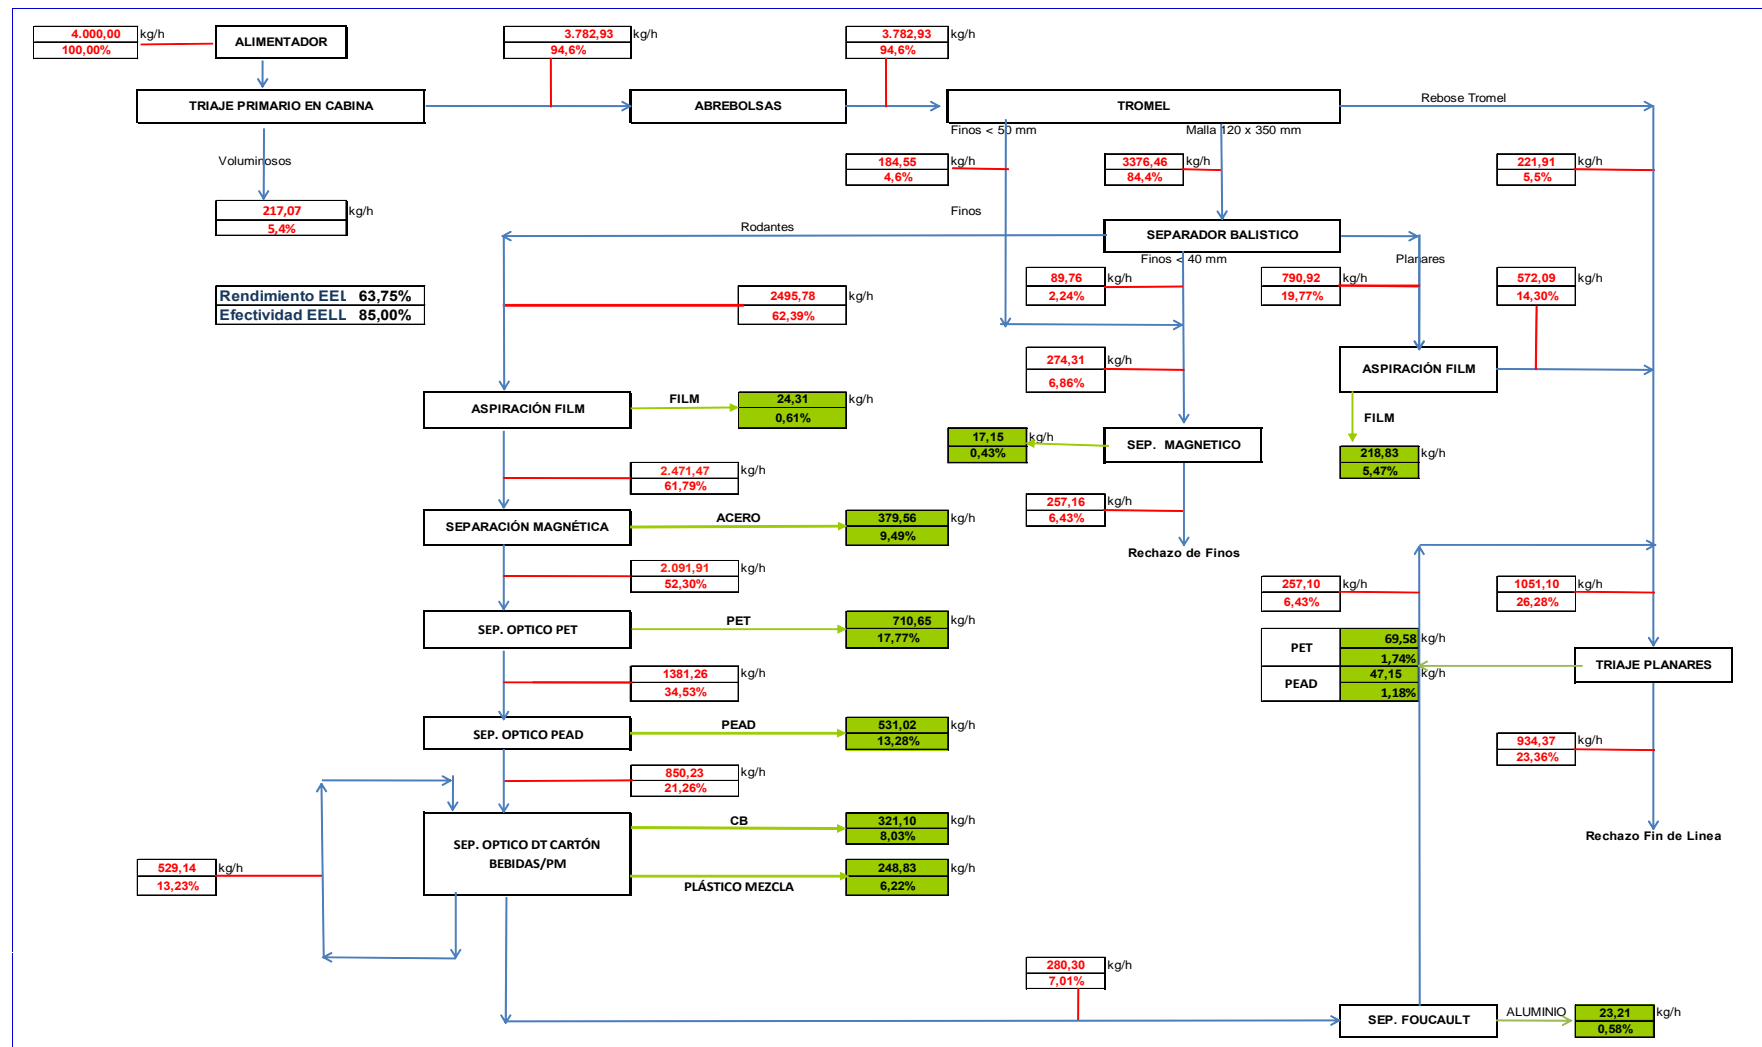 4.000,00 kg/h
100,00%
ALIMENTADOR
3.782,93 kg/h
94,6%
3.782,93 kg/h
94,6%
TRIAJE PRIMARIO EN CABINA
ABREBOLSAS
TROMEL
Rebose Tromel
Finos < 50 mm
Malla 120 x 350 mm
Voluminosos
184,55 kg/h
4,6%
3376,46 kg/h
84,4%
221,91 kg/h
5,5%
217,07 kg/h
5,4%
Finos
Rodantes
SEPARADOR BALISTICO
Finos < 40 mm
Planares
89,76 kg/h
2,24%
790,92 kg/h
19,77%
572,09 kg/h
14,30%
Rendimiento EEL 63,75%
Efectividad EELL 85,00%
2495,78 kg/h
62,39%
274,31 kg/h
6,86%
ASPIRACIÓN FILM
ASPIRACIÓN FILM
FILM
24,31 kg/h
0,61%
FILM
17,15 kg/h
0,43%
SEP. MAGNETICO
218,83 kg/h
5,47%
2.471,47 kg/h
61,79%
257,16 kg/h
6,43%
SEPARACIÓN MAGNÉTICA
ACERO
379,56 kg/h
9,49%
Rechazo de Finos
2.091,91 kg/h
52,30%
257,10 kg/h
6,43%
1051,10 kg/h
26,28%
SEP. OPTICO PET
PET
710,65 kg/h
17,77%
PET
69,58 kg/h
1,74%
PEAD
47,15 kg/h
1,18%
TRIAJE PLANARES
1381,26 kg/h
34,53%
SEP. OPTICO PEAD
PEAD
531,02 kg/h
13,28%
934,37 kg/h
23,36%
850,23 kg/h
21,26%
SEP. OPTICO DT CARTÓN
BEBIDAS/PM
CB
321,10 kg/h
8,03%
Rechazo Fin de Linea
529,14 kg/h
13,23%
PLÁSTICO MEZCLA
248,83 kg/h
6,22%
280,30 kg/h
7,01%
SEP. FOUCAULT
ALUMINIO
23,21 kg/h
0,58%